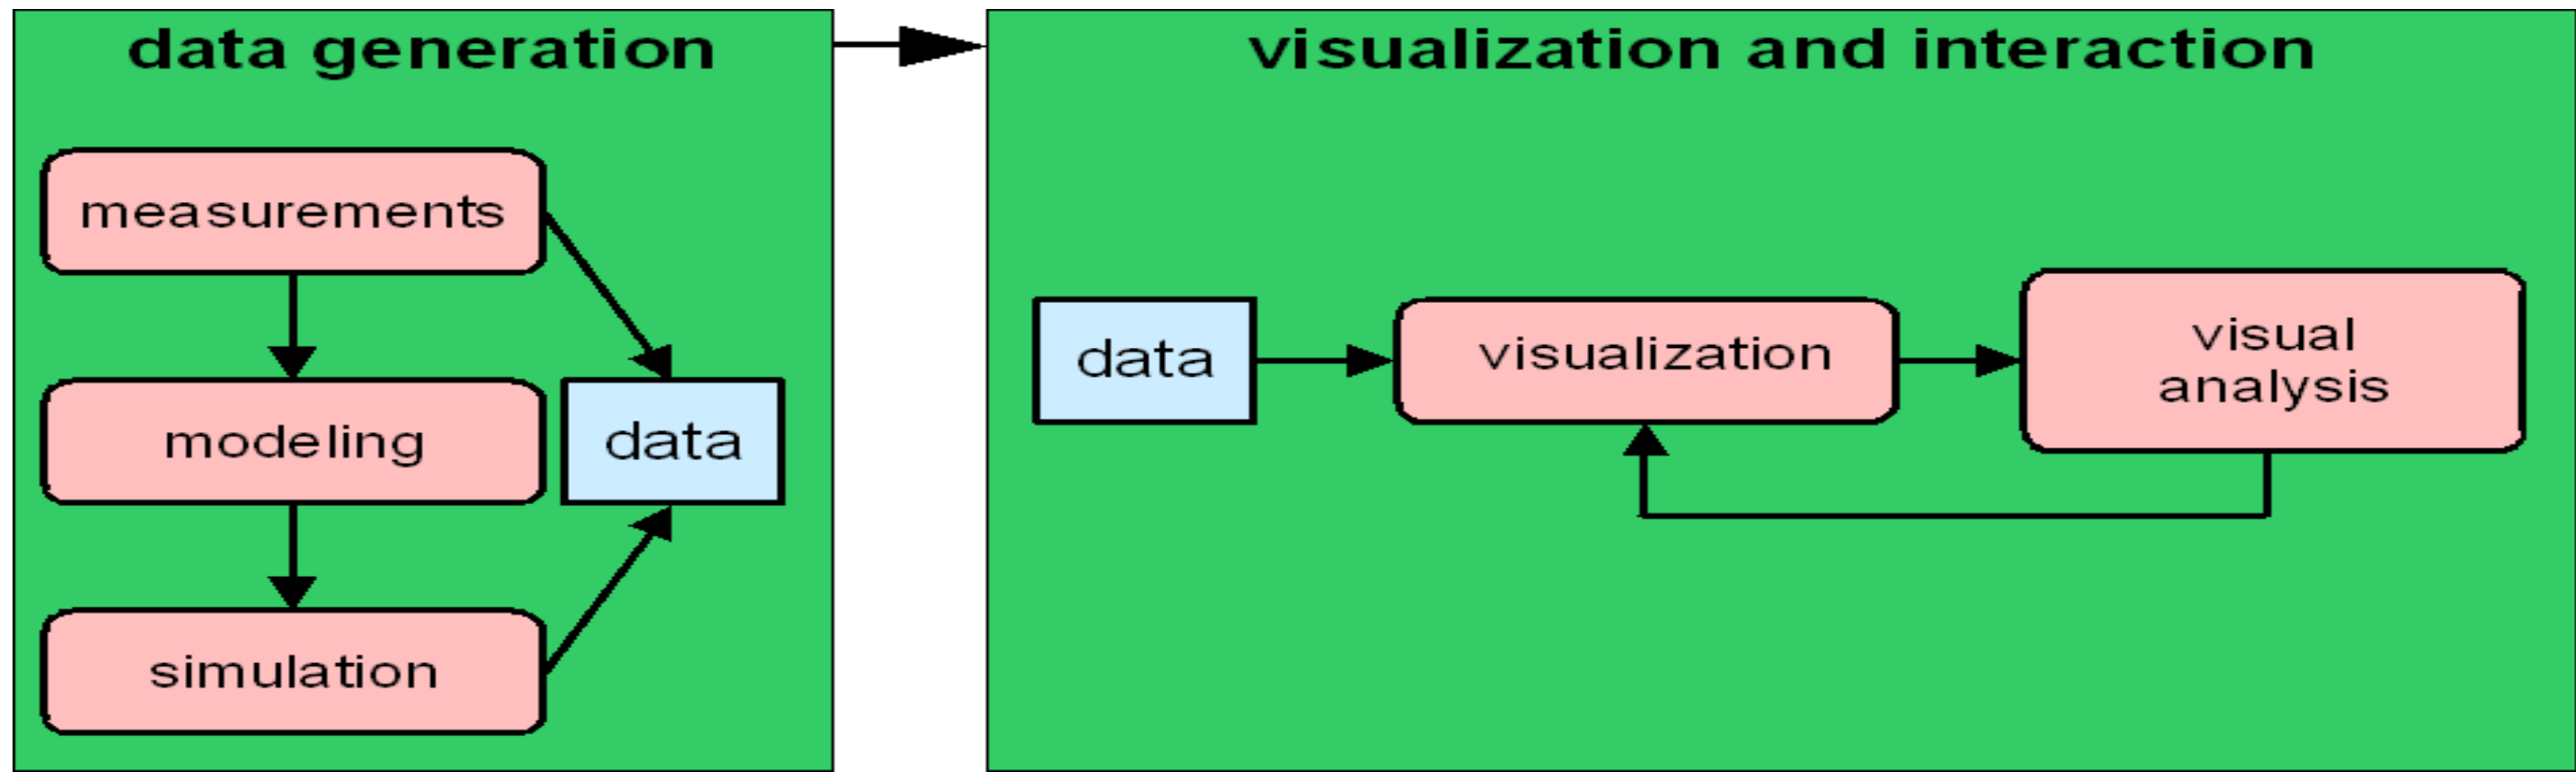 data generation
measurements
modeling
data
simulation
visualization and interaction
data
visualization
visual
analysis